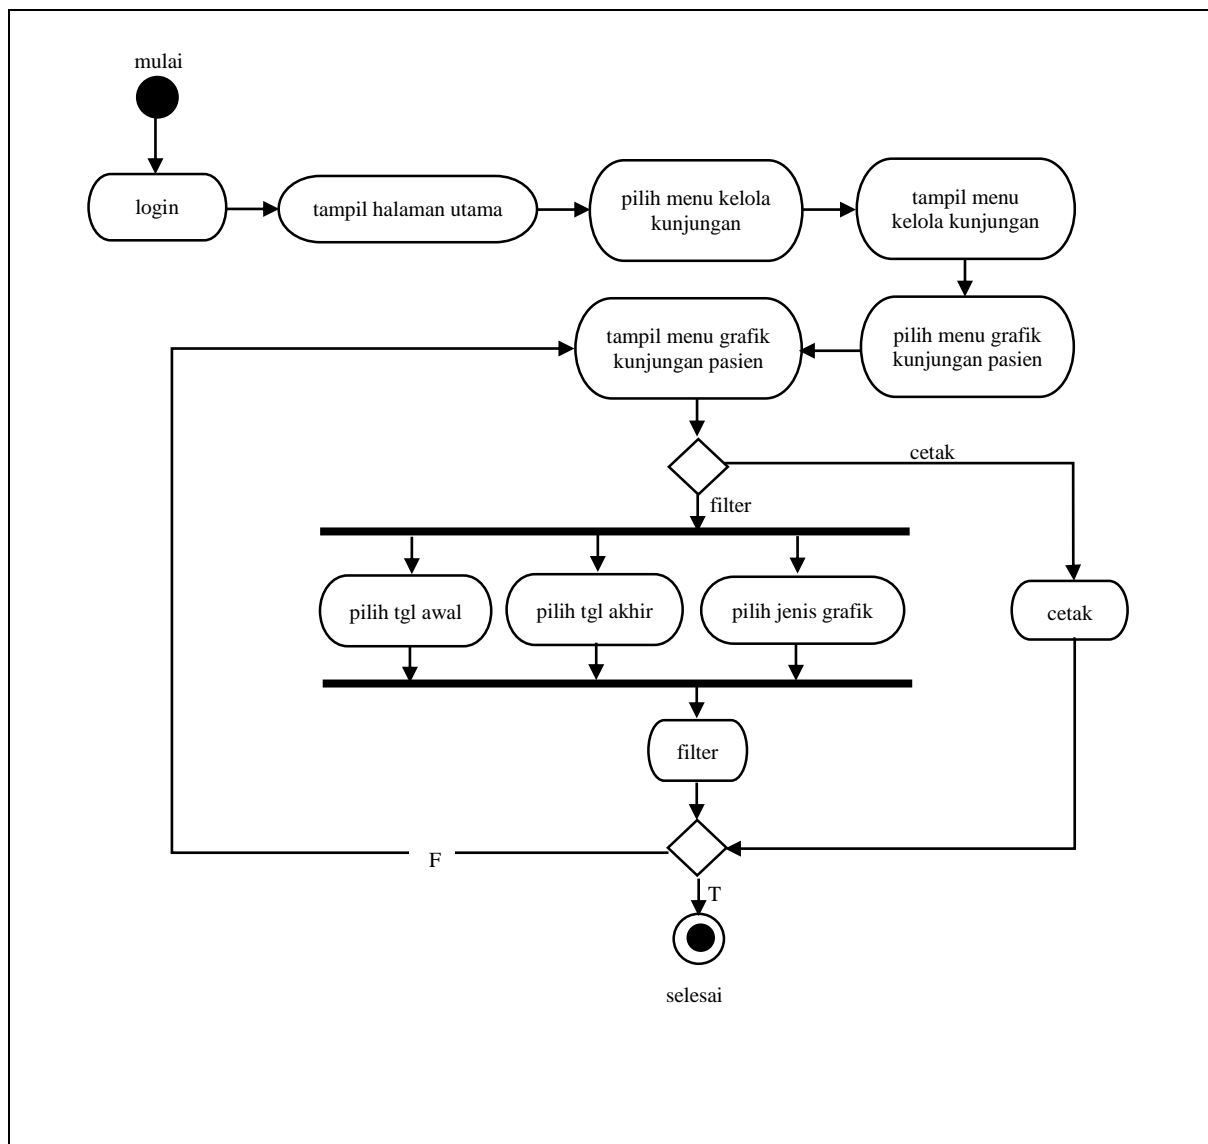 mulai
login
tampil halaman utama
pilih menu kelola
kunjungan
tampil menu
kelola kunjungan
tampil menu grafik
kunjungan pasien
pilih menu grafik
kunjungan pasien
cetak
filter
pilih tgl awal
pilih tgl akhir
pilih jenis grafik
cetak
filter
F
T
selesai